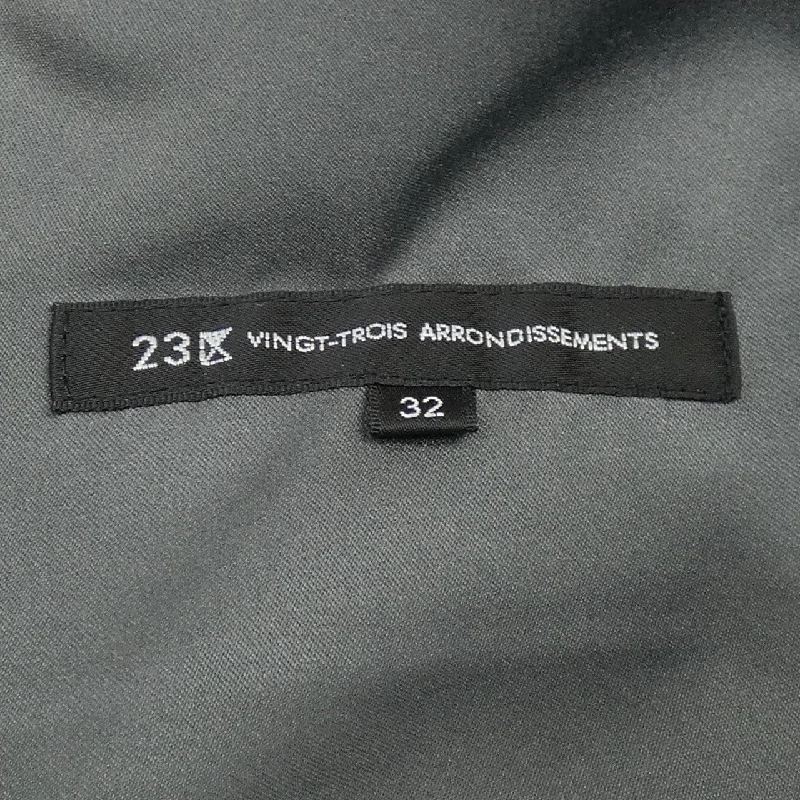 23区 VINGT-TROIS ARRONDISSEMENTS
32